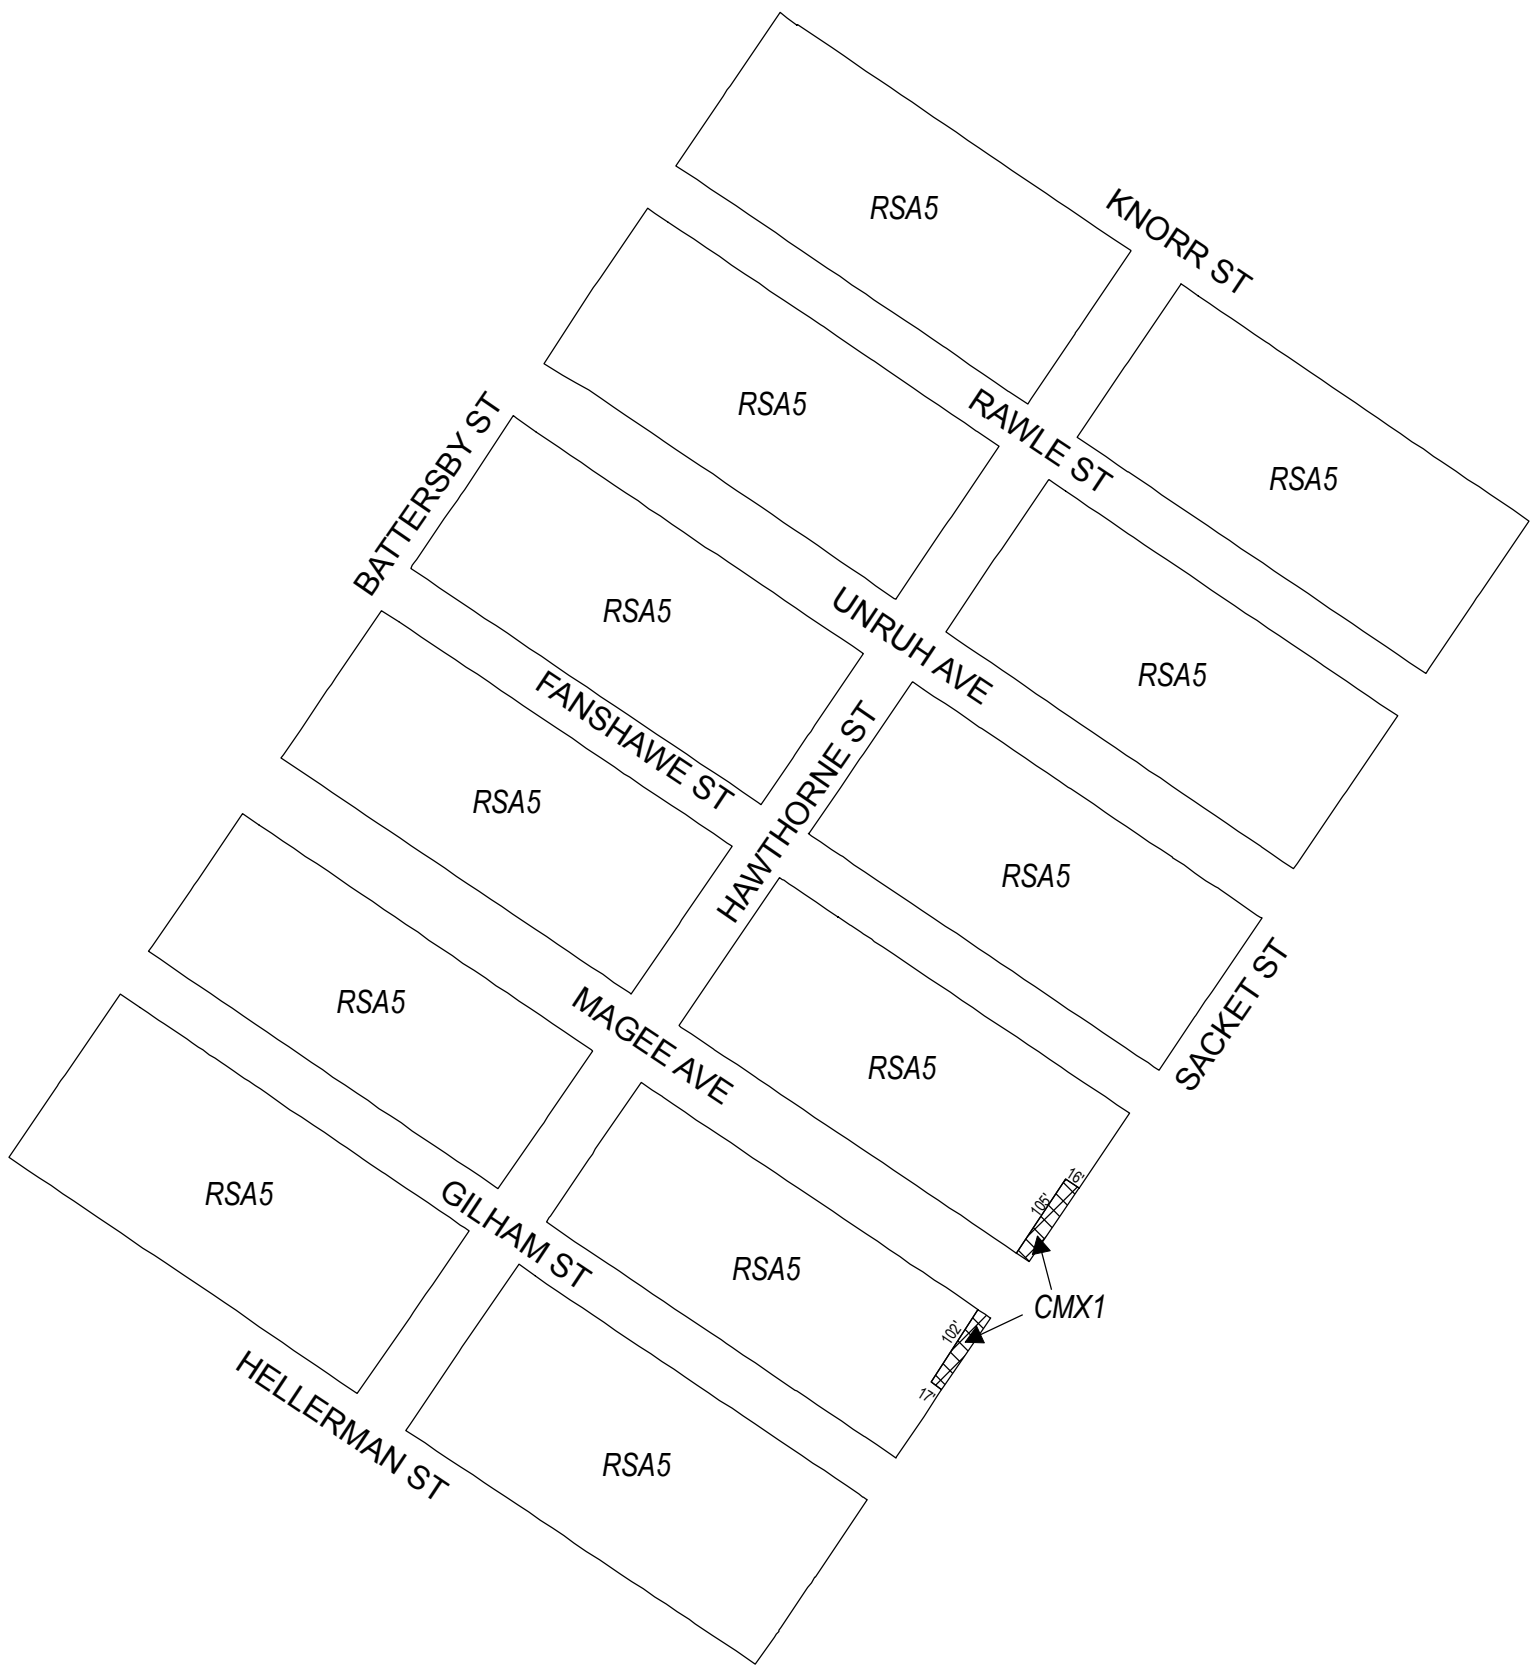 KNORR ST
RSA5
RAWLE ST
RSA5
RSA5
BATTERSBY ST
UNRUH AVE
RSA5
RSA5
FANSHAWE ST
HAWTHORNE ST
RSA5
RSA5
SACKET ST
MAGEE AVE
RSA5
RSA5
16'
105'
GILHAM ST
RSA5
RSA5
CMX1
102'
17'
HELLERMAN ST
RSA5